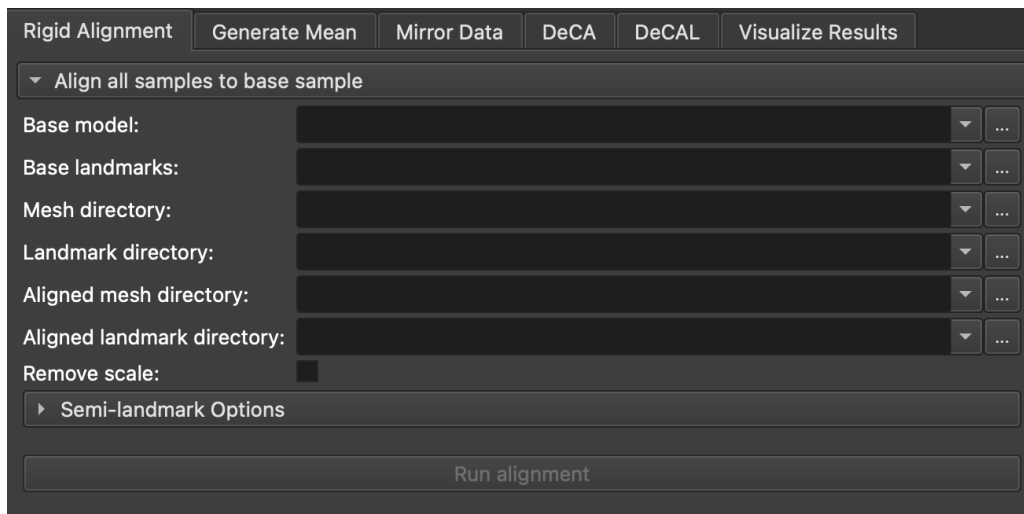 Rigid Alignment Generate Mean Mirror Data DeCA DeCAL Visualize Results
Align all samples to base sample
Base model: ...
Base landmarks: ...
Mesh directory: ...
Landmark directory: ...
Aligned mesh directory: ...
Aligned landmark directory: ...
Remove scale:
Semi-landmark Options
Run alignment